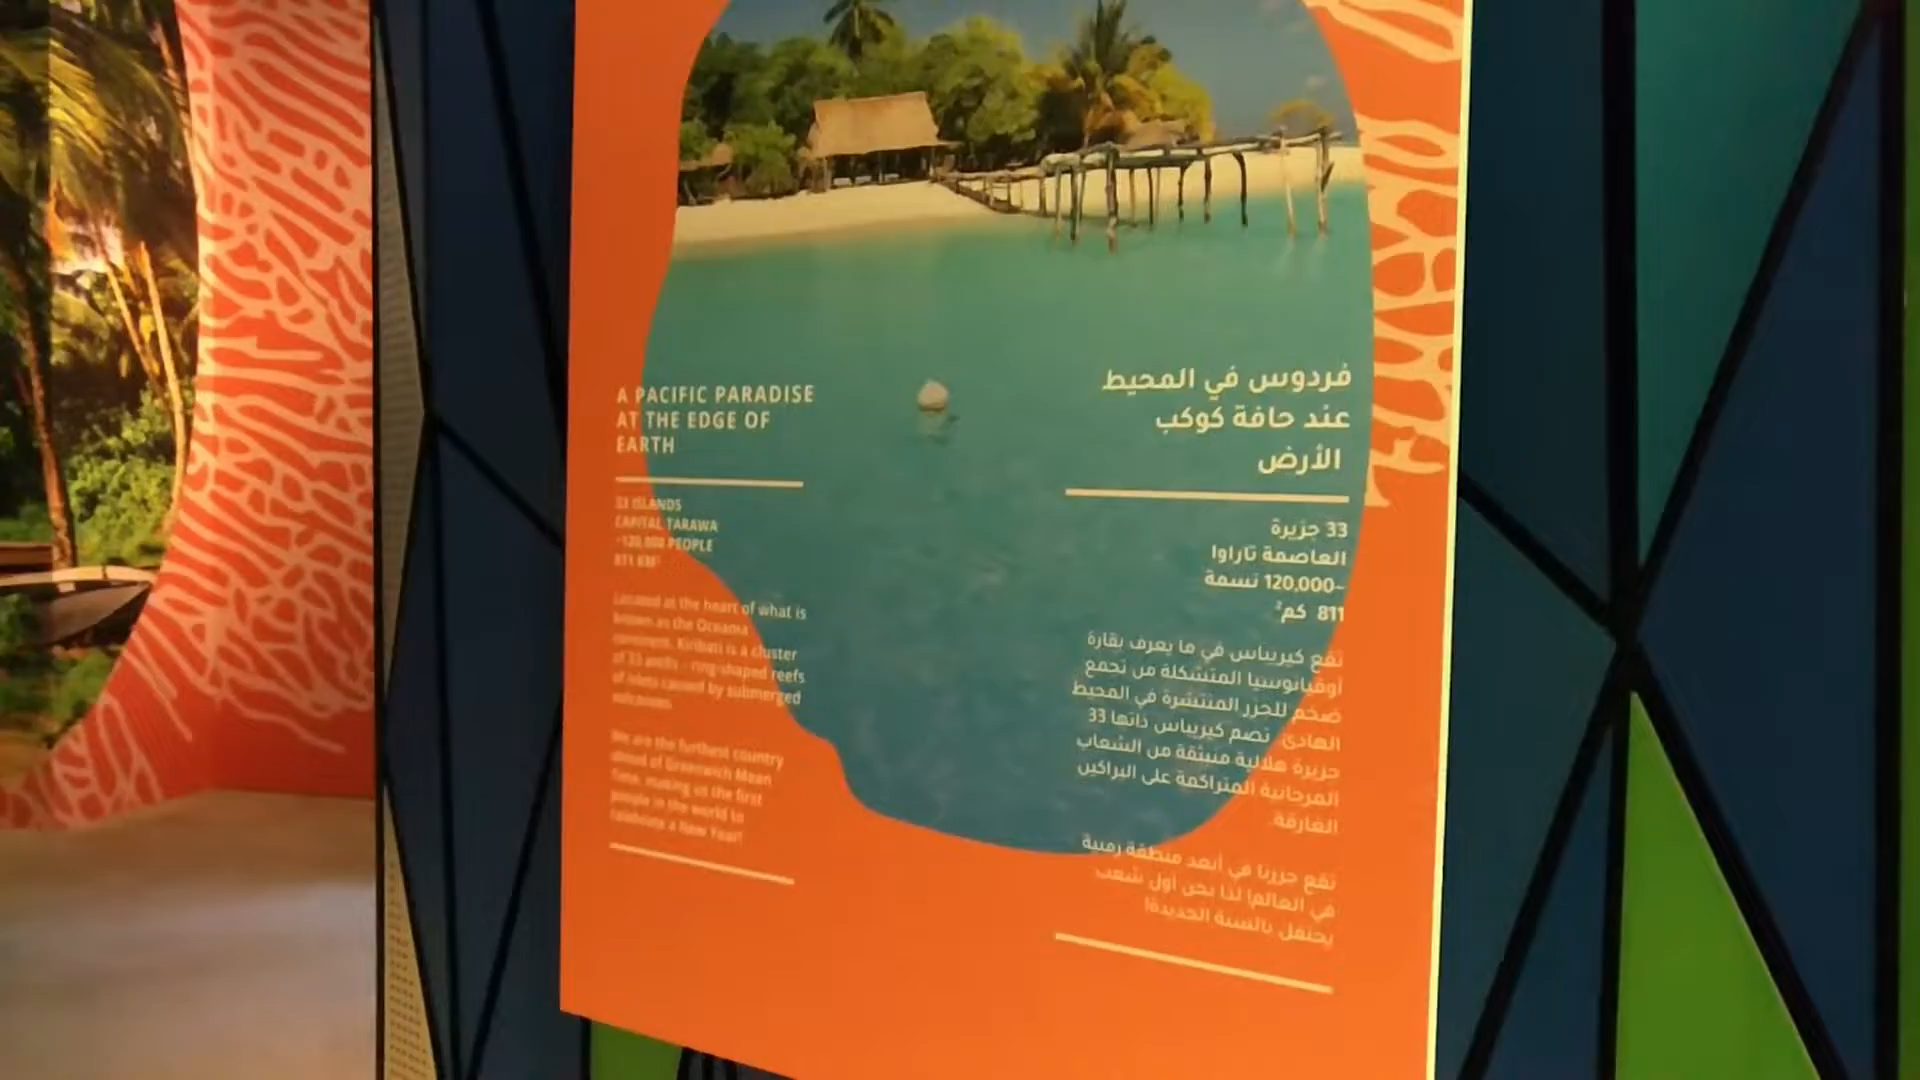 A PACIFIC PARADISE
AT THE EDGE OF
EARTH
33 ISLANDS
CAPITAL TARAWA
~120,000 PEOPLE
811 KM²
Located at the heart of what is
known as the Oceania
continent, Kiribati is a cluster
of 33 atolls - ring-shaped reefs
of islets caused by submerged
volcanoes.
We are the furthest country
ahead of Greenwich Mean
Time, making us the first
people in the world to
celebrate a New Year!
فردوس في المحيط
عند حافة كوكب
الأرض
33 جزيرة
العاصمة تاراوا
~120,000 نسمة
811 كم²
تقع كيريباس في ما يعرف بقارة
أوقيانوسيا المتشكلة من تجمع
ضخم للجزر المنتشرة في المحيط
الهادئ. تضم كيريباس ذاتها 33
جزيرة هلالية منبثقة من الشعاب
المرجانية المتراكمة على البراكين
الغارقة.
تقع جزرنا في أبعد منطقة زمنية
في العالم! لذا نحن أول شعب
يحتفل بالسنة الجديدة!